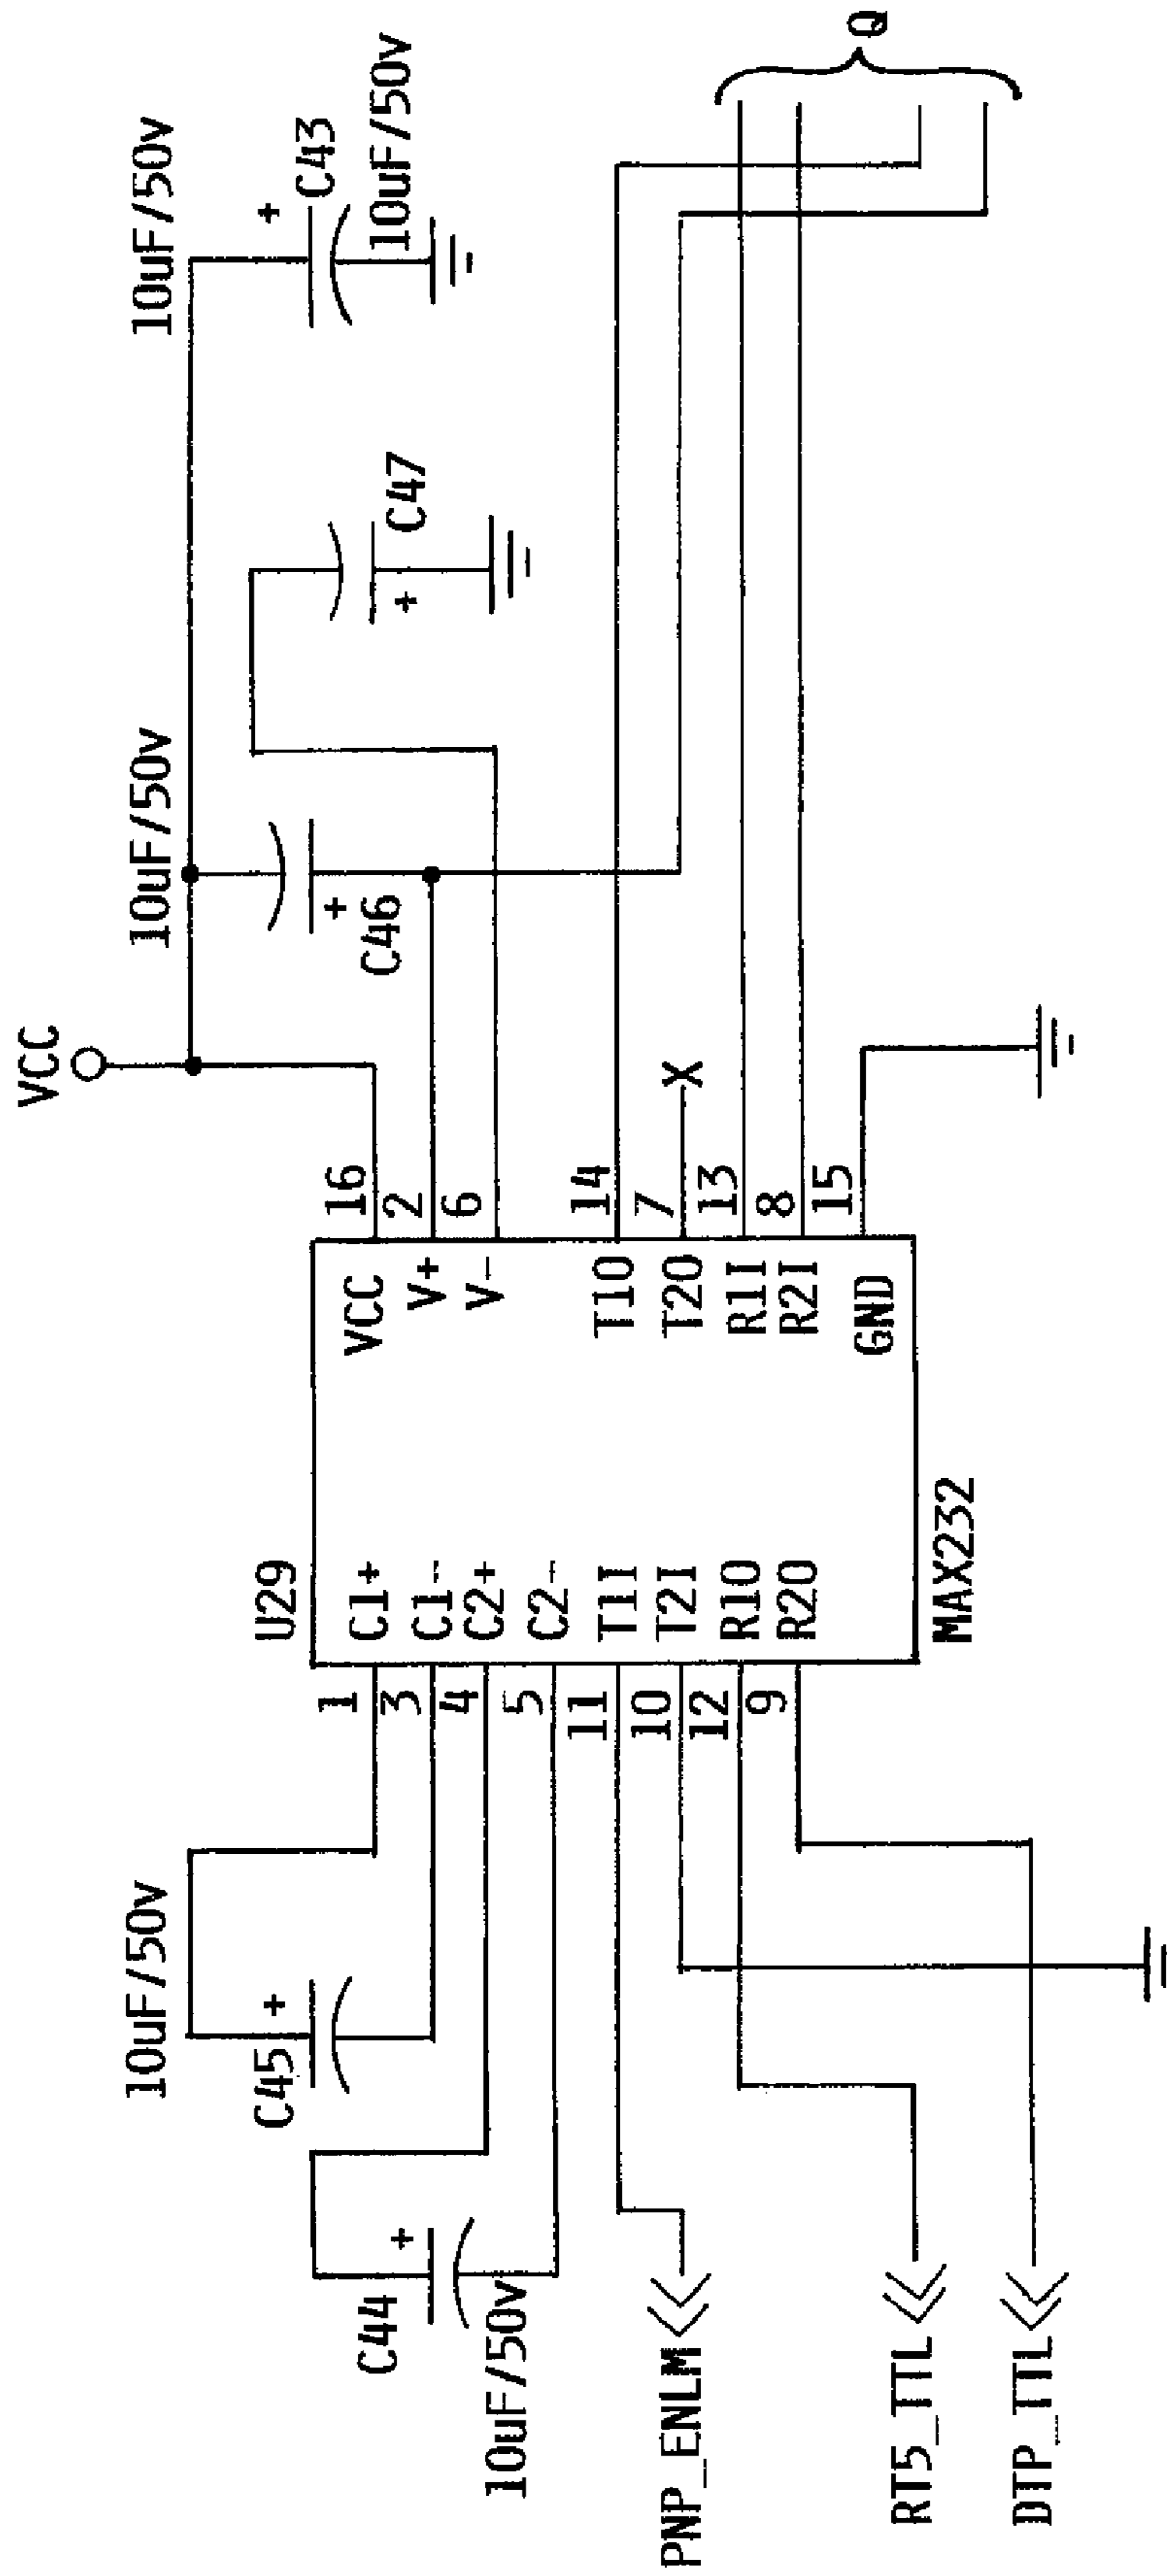 VCC
10uF/50v
10uF/50v
C43
10uF/50v
C47
C46
+
+
+
10uF/50v
C45
+
C44
+
10uF/50v
U29
1
C1+
3
C1-
4
C2+
5
C2-
11
T1I
10
T2I
12
R1O
9
R2O
VCC
16
V+
2
V-
6
T1O
14
T2O
7
X
R1I
13
R2I
8
GND
15
MAX232
Q
PNP_ENLM
RT5_TTL
DTP_TTL